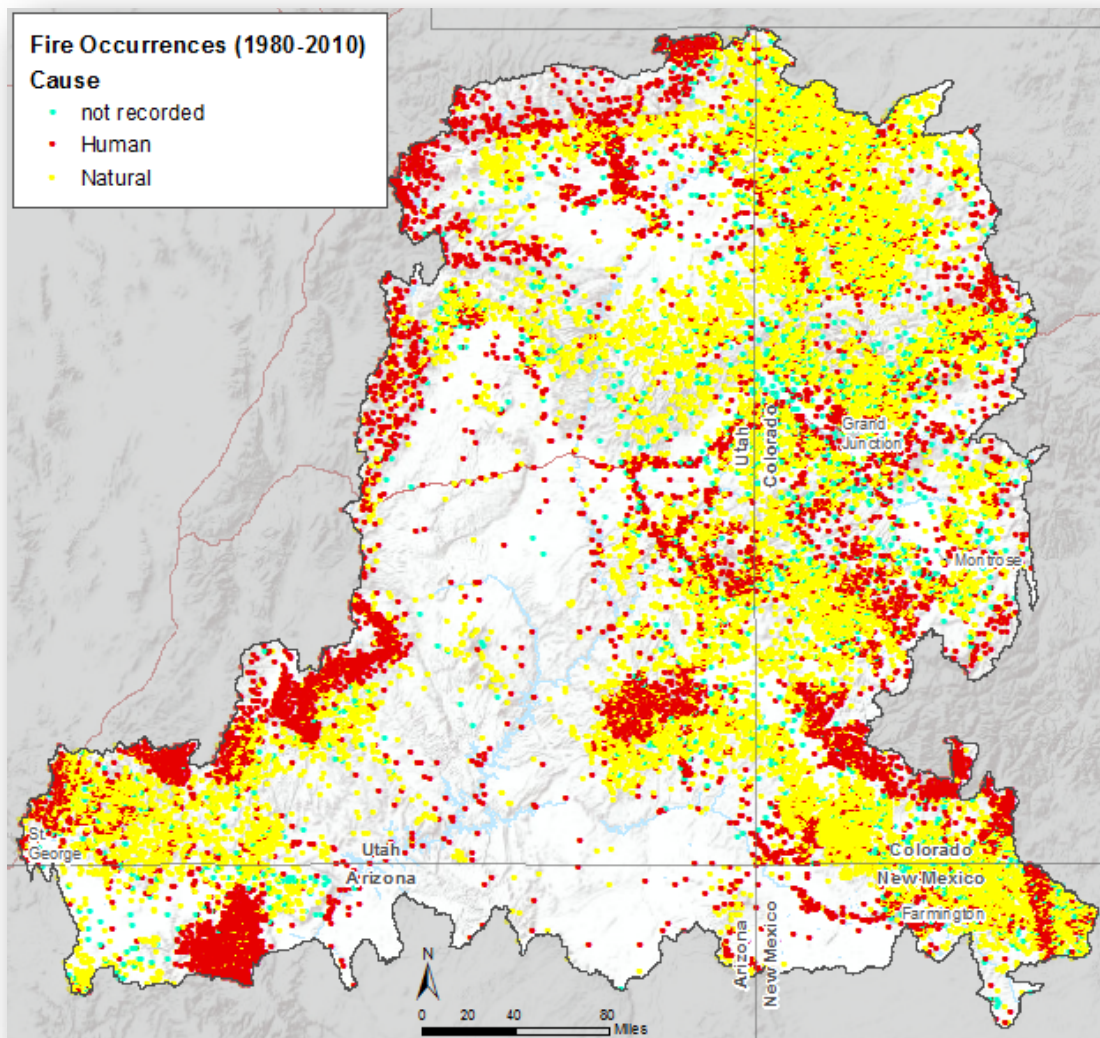 Fire Occurrences (1980-2010)
Cause
not recorded
Human
Natural
Utah
Colorado
Grand
Junction
Montrose
St.
George
Utah
Arizona
Colorado
New Mexico
Farmington
Arizona
New Mexico
N
0 20 40 80
Miles